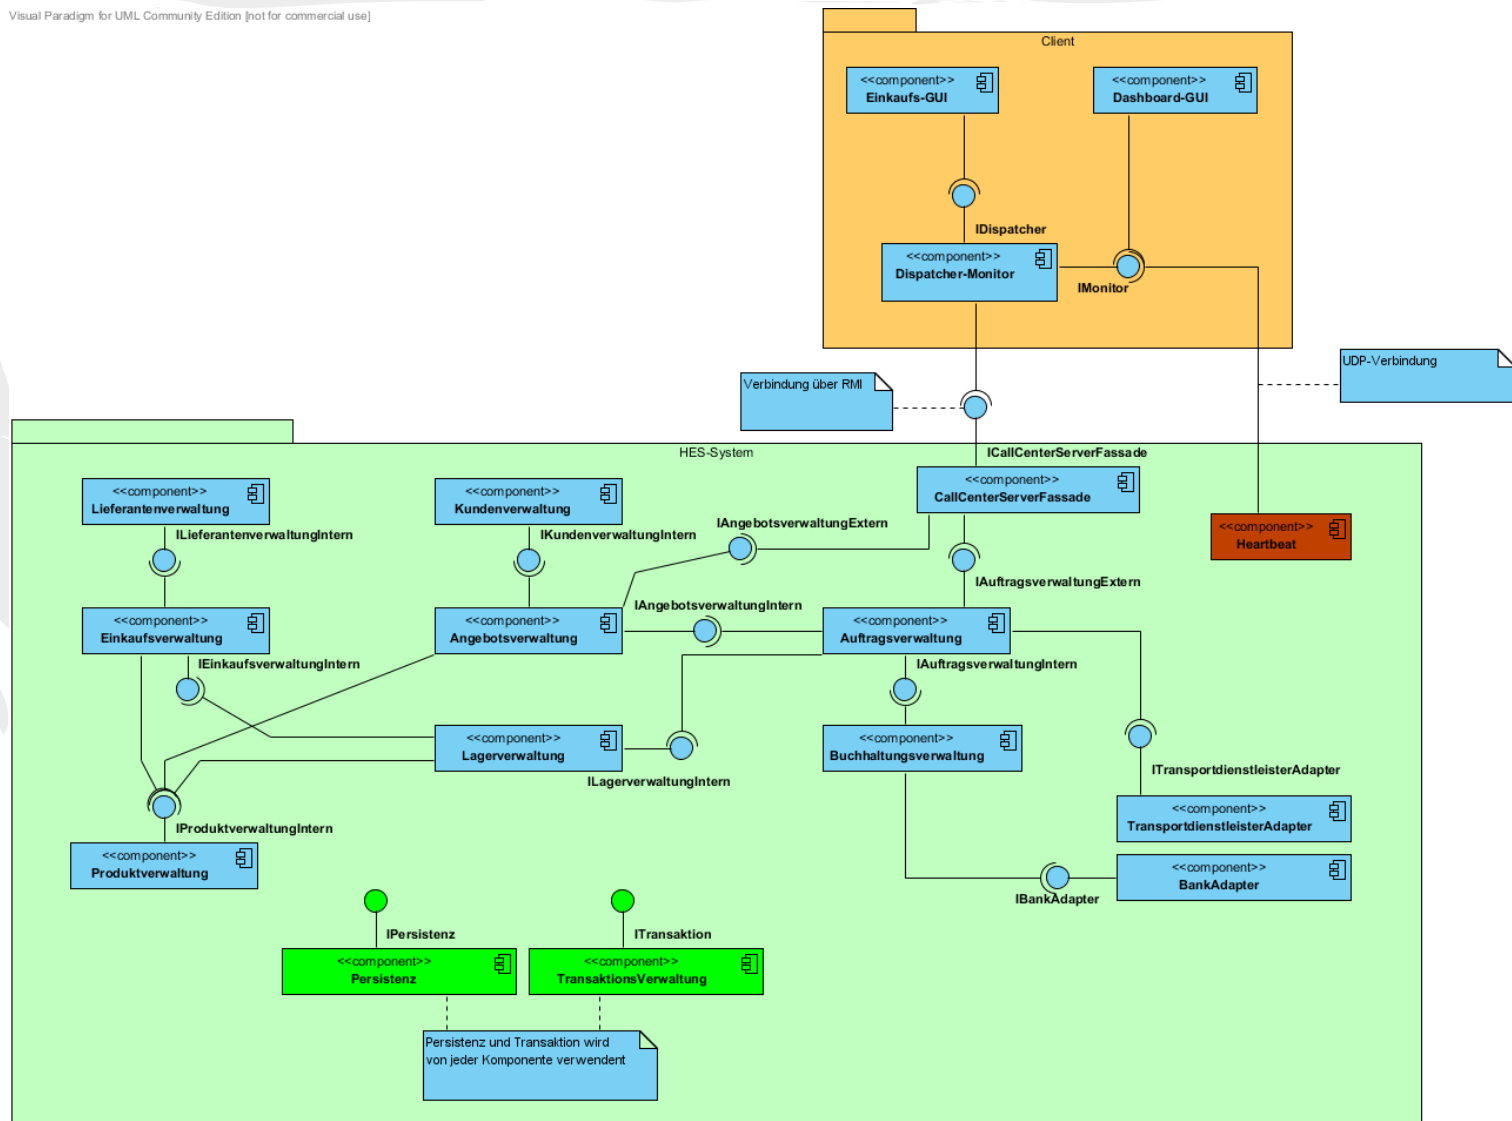 Visual Paradigm for UML Community Edition [not for commercial use]
Client
<<component>>
Einkaufs-GUI
<<component>>
Dashboard-GUI
IDispatcher
<<component>>
Dispatcher-Monitor
IMonitor
Verbindung über RMI
UDP-Verbindung
HES-System
ICallCenterServerFassade
<<component>>
CallCenterServerFassade
<<component>>
Lieferantenverwaltung
<<component>>
Kundenverwaltung
<<component>>
Heartbeat
ILieferantenverwaltungIntern
IKundenverwaltungIntern
IAngebotsverwaltungExtern
IAuftragsverwaltungExtern
<<component>>
Einkaufsverwaltung
<<component>>
Angebotsverwaltung
IAngebotsverwaltungIntern
<<component>>
Auftragsverwaltung
IEinkaufsverwaltungIntern
IAuftragsverwaltungIntern
<<component>>
Lagerverwaltung
<<component>>
Buchhaltungsverwaltung
ILagerverwaltungIntern
ITransportdienstleisterAdapter
<<component>>
TransportdienstleisterAdapter
IProduktverwaltungIntern
<<component>>
Produktverwaltung
<<component>>
BankAdapter
IBankAdapter
IPersistenz
ITransaktion
<<component>>
Persistenz
<<component>>
TransaktionsVerwaltung
Persistenz und Transaktion wird
von jeder Komponente verwendent